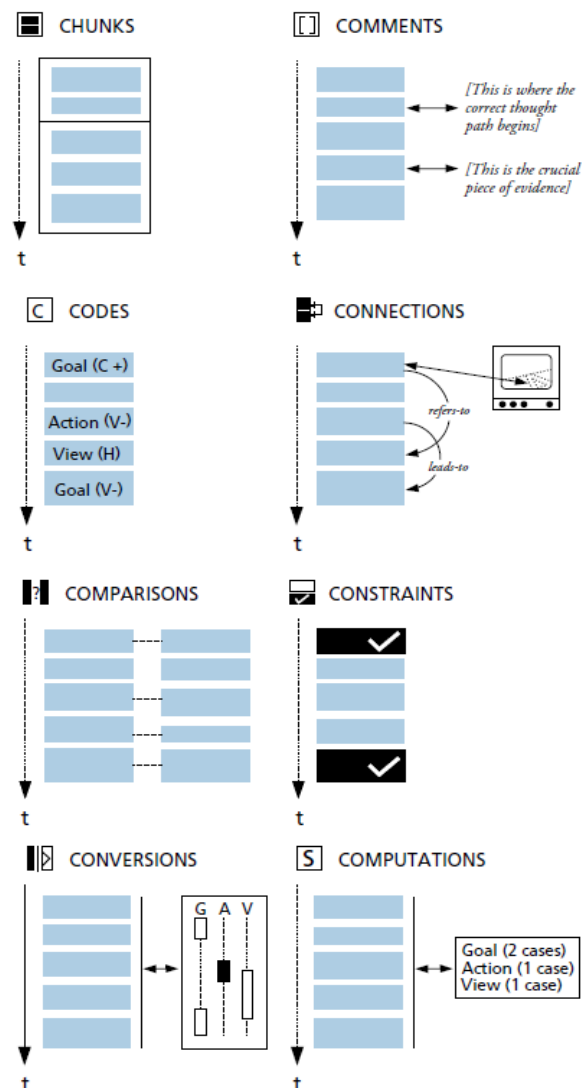 CHUNKS
t
[] COMMENTS
[This is where the
correct thought
path begins]
[This is the crucial
piece of evidence]
t
C CODES
Goal (C +)
Action (V-)
View (H)
Goal (V-)
t
CONNECTIONS
refers-to
leads-to
t
? COMPARISONS
t
CONSTRAINTS
t
CONVERSIONS
G A V
t
S COMPUTATIONS
Goal (2 cases)
Action (1 case)
View (1 case)
t